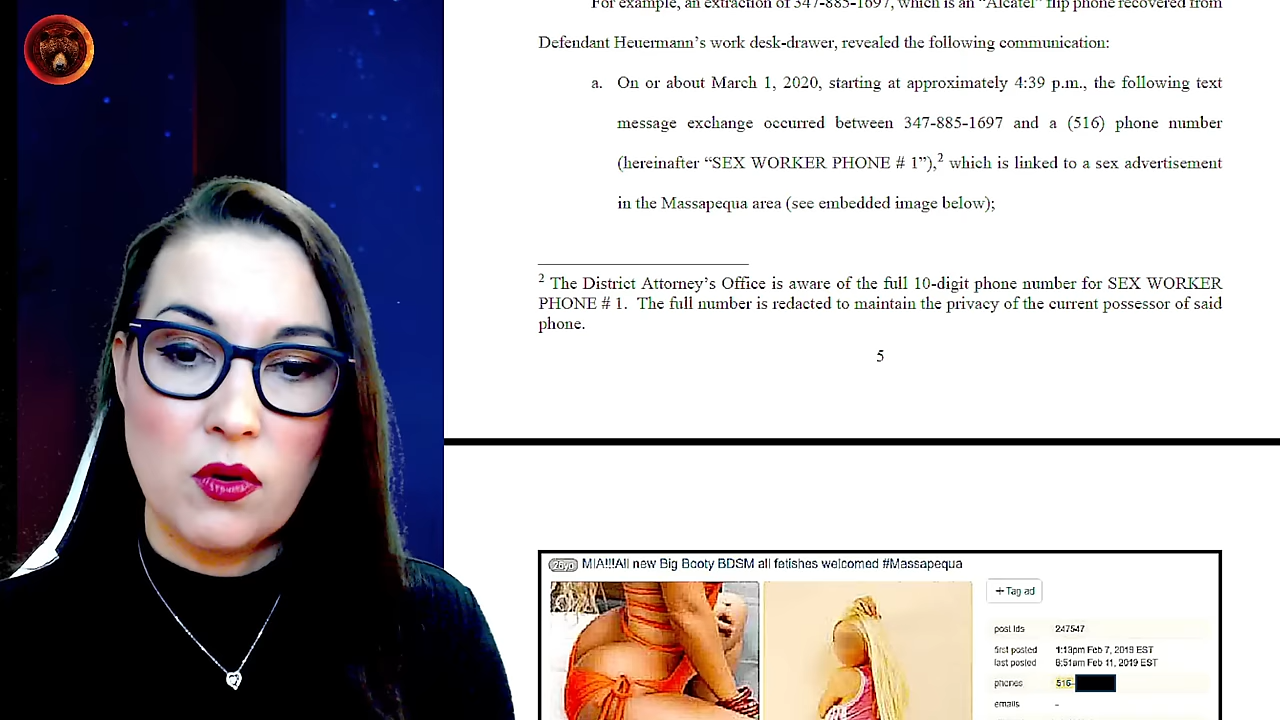 For example, an extraction of 347-885-1697, which is an “Alcatel” flip phone recovered from
Defendant Heuermann’s work desk-drawer, revealed the following communication:
a. On or about March 1, 2020, starting at approximately 4:39 p.m., the following text
message exchange occurred between 347-885-1697 and a (516) phone number
(hereinafter “SEX WORKER PHONE # 1”),2 which is linked to a sex advertisement
in the Massapequa area (see embedded image below);
2 The District Attorney’s Office is aware of the full 10-digit phone number for SEX WORKER
PHONE # 1. The full number is redacted to maintain the privacy of the current possessor of said
phone.
5
26yo MIA!!!All new Big Booty BDSM all fetishes welcomed #Massapequa
+Tag ad
post ids 247547
first posted 1:13pm Feb 7, 2019 EST
last posted 8:51am Feb 11, 2019 EST
phones 516-
emails -